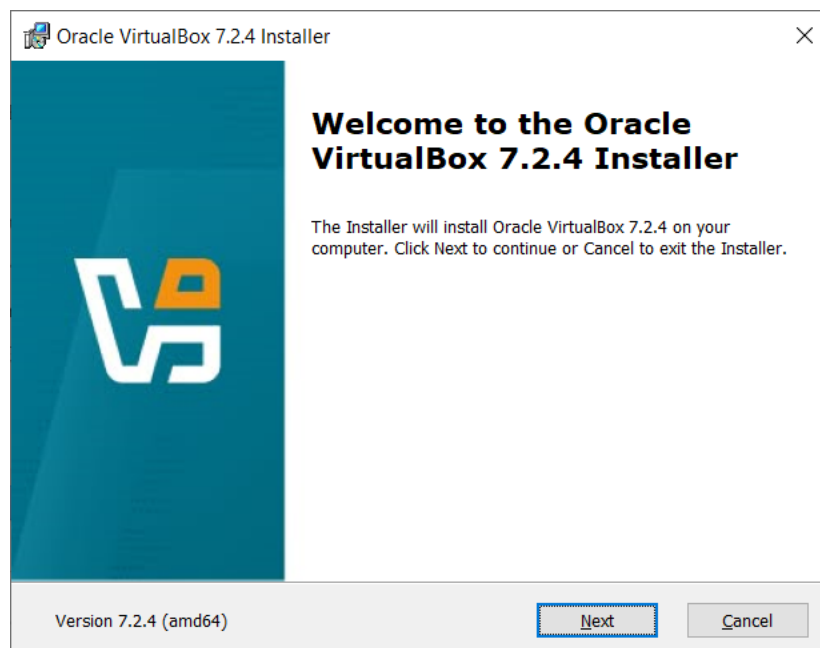 Oracle VirtualBox 7.2.4 Installer
Welcome to the Oracle
VirtualBox 7.2.4 Installer
The Installer will install Oracle VirtualBox 7.2.4 on your
computer. Click Next to continue or Cancel to exit the Installer.
Version 7.2.4 (amd64)
Next
Cancel